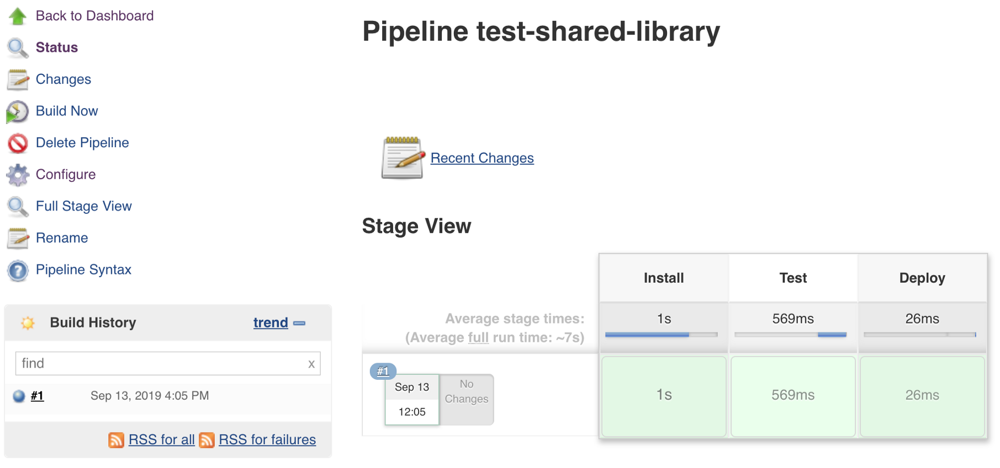 Back to Dashboard
Status
Changes
Build Now
Delete Pipeline
Configure
Full Stage View
Rename
Pipeline Syntax
Build History trend
find x
#1 Sep 13, 2019 4:05 PM
RSS for all RSS for failures
Pipeline test-shared-library
Recent Changes
Stage View
Install Test Deploy
Average stage times: 1s 569ms 26ms
(Average full run time: ~7s)
#1
Sep 13
12:05
No
Changes
1s 569ms 26ms